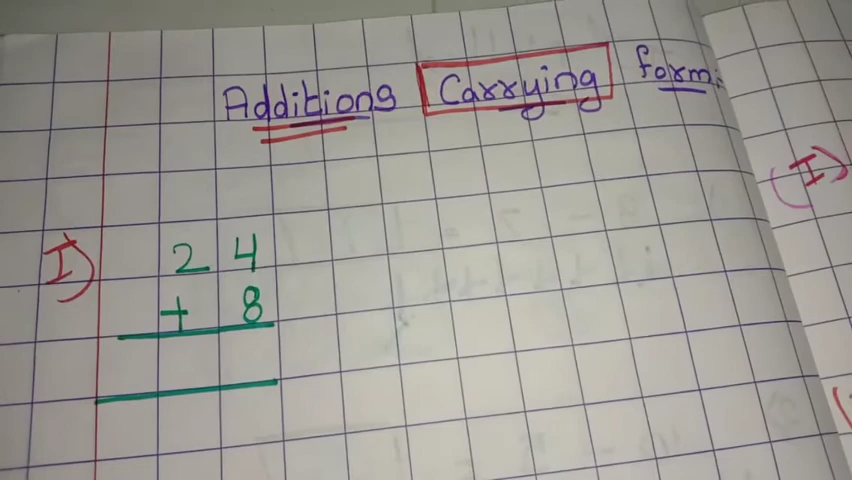 Additions Carrying form:
I) 24
+ 8
(I)